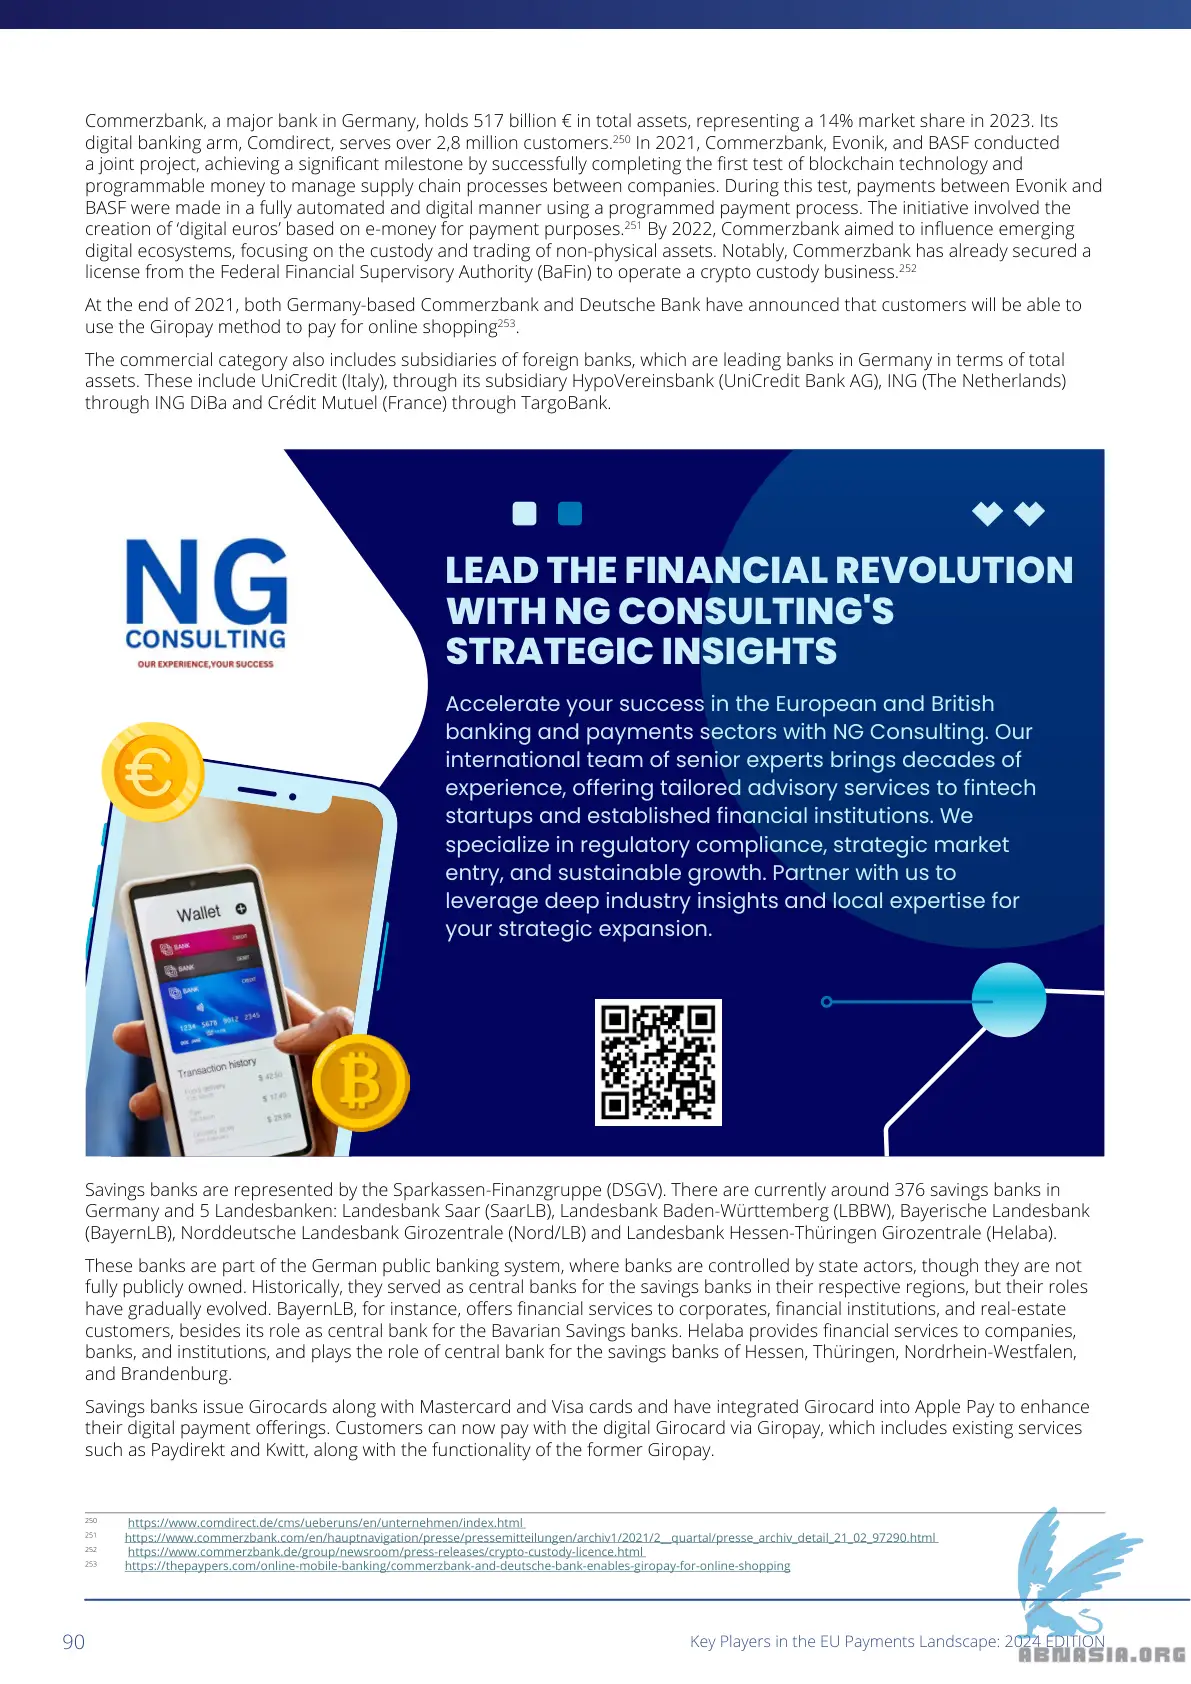 Commerzbank, a major bank in Germany, holds 517 billion € in total assets, representing a 14% market share in 2023. Its
digital banking arm, Comdirect, serves over 2,8 million customers.250 In 2021, Commerzbank, Evonik, and BASF conducted
a joint project, achieving a significant milestone by successfully completing the first test of blockchain technology and
programmable money to manage supply chain processes between companies. During this test, payments between Evonik and
BASF were made in a fully automated and digital manner using a programmed payment process. The initiative involved the
creation of ‘digital euros’ based on e-money for payment purposes.251 By 2022, Commerzbank aimed to influence emerging
digital ecosystems, focusing on the custody and trading of non-physical assets. Notably, Commerzbank has already secured a
license from the Federal Financial Supervisory Authority (BaFin) to operate a crypto custody business.252
At the end of 2021, both Germany-based Commerzbank and Deutsche Bank have announced that customers will be able to
use the Giropay method to pay for online shopping253.
The commercial category also includes subsidiaries of foreign banks, which are leading banks in Germany in terms of total
assets. These include UniCredit (Italy), through its subsidiary HypoVereinsbank (UniCredit Bank AG), ING (The Netherlands)
through ING DiBa and Crédit Mutuel (France) through TargoBank.
NG
CONSULTING
OUR EXPERIENCE,YOUR SUCCESS
LEAD THE FINANCIAL REVOLUTION
WITH NG CONSULTING'S
STRATEGIC INSIGHTS
Accelerate your success in the European and British
banking and payments sectors with NG Consulting. Our
international team of senior experts brings decades of
experience, offering tailored advisory services to fintech
startups and established financial institutions. We
specialize in regulatory compliance, strategic market
entry, and sustainable growth. Partner with us to
leverage deep industry insights and local expertise for
your strategic expansion.
Wallet
BANK CREDIT
BANK DEBIT
BANK CREDIT
1234 5678 9012 2345
Transaction history
$ 42,50
$ 17,40
$ 29,99
Savings banks are represented by the Sparkassen-Finanzgruppe (DSGV). There are currently around 376 savings banks in
Germany and 5 Landesbanken: Landesbank Saar (SaarLB), Landesbank Baden-Württemberg (LBBW), Bayerische Landesbank
(BayernLB), Norddeutsche Landesbank Girozentrale (Nord/LB) and Landesbank Hessen-Thüringen Girozentrale (Helaba).
These banks are part of the German public banking system, where banks are controlled by state actors, though they are not
fully publicly owned. Historically, they served as central banks for the savings banks in their respective regions, but their roles
have gradually evolved. BayernLB, for instance, offers financial services to corporates, financial institutions, and real-estate
customers, besides its role as central bank for the Bavarian Savings banks. Helaba provides financial services to companies,
banks, and institutions, and plays the role of central bank for the savings banks of Hessen, Thüringen, Nordrhein-Westfalen,
and Brandenburg.
Savings banks issue Girocards along with Mastercard and Visa cards and have integrated Girocard into Apple Pay to enhance
their digital payment offerings. Customers can now pay with the digital Girocard via Giropay, which includes existing services
such as Paydirekt and Kwitt, along with the functionality of the former Giropay.
250 https://www.comdirect.de/cms/ueberuns/en/unternehmen/index.html
251 https://www.commerzbank.com/en/hauptnavigation/presse/pressemitteilungen/archiv1/2021/2__quartal/presse_archiv_detail_21_02_97290.html
252 https://www.commerzbank.de/group/newsroom/press-releases/crypto-custody-licence.html
253 https://thepaypers.com/online-mobile-banking/commerzbank-and-deutsche-bank-enables-giropay-for-online-shopping
90
Key Players in the EU Payments Landscape: 2024 EDITION
ABNASIA.ORG